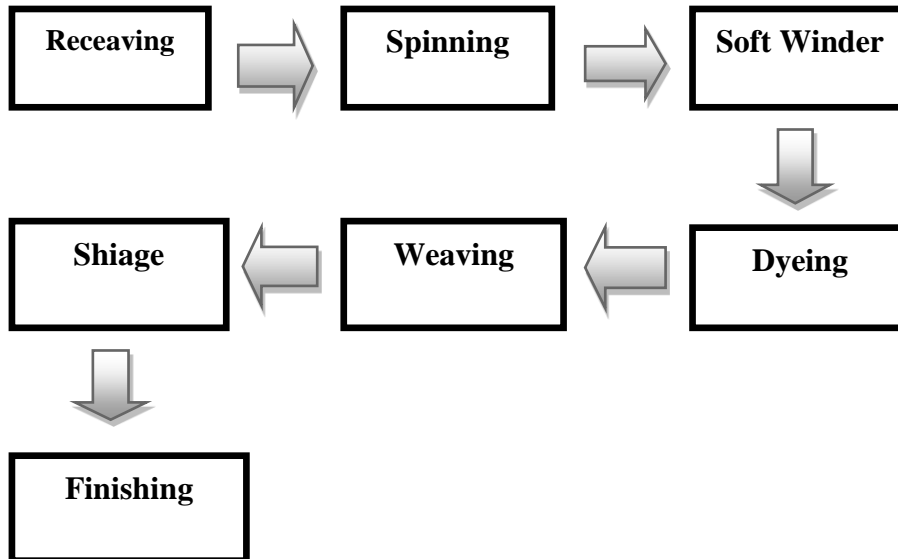 Receaving
Spinning
Soft Winder
Dyeing
Weaving
Shiage
Finishing